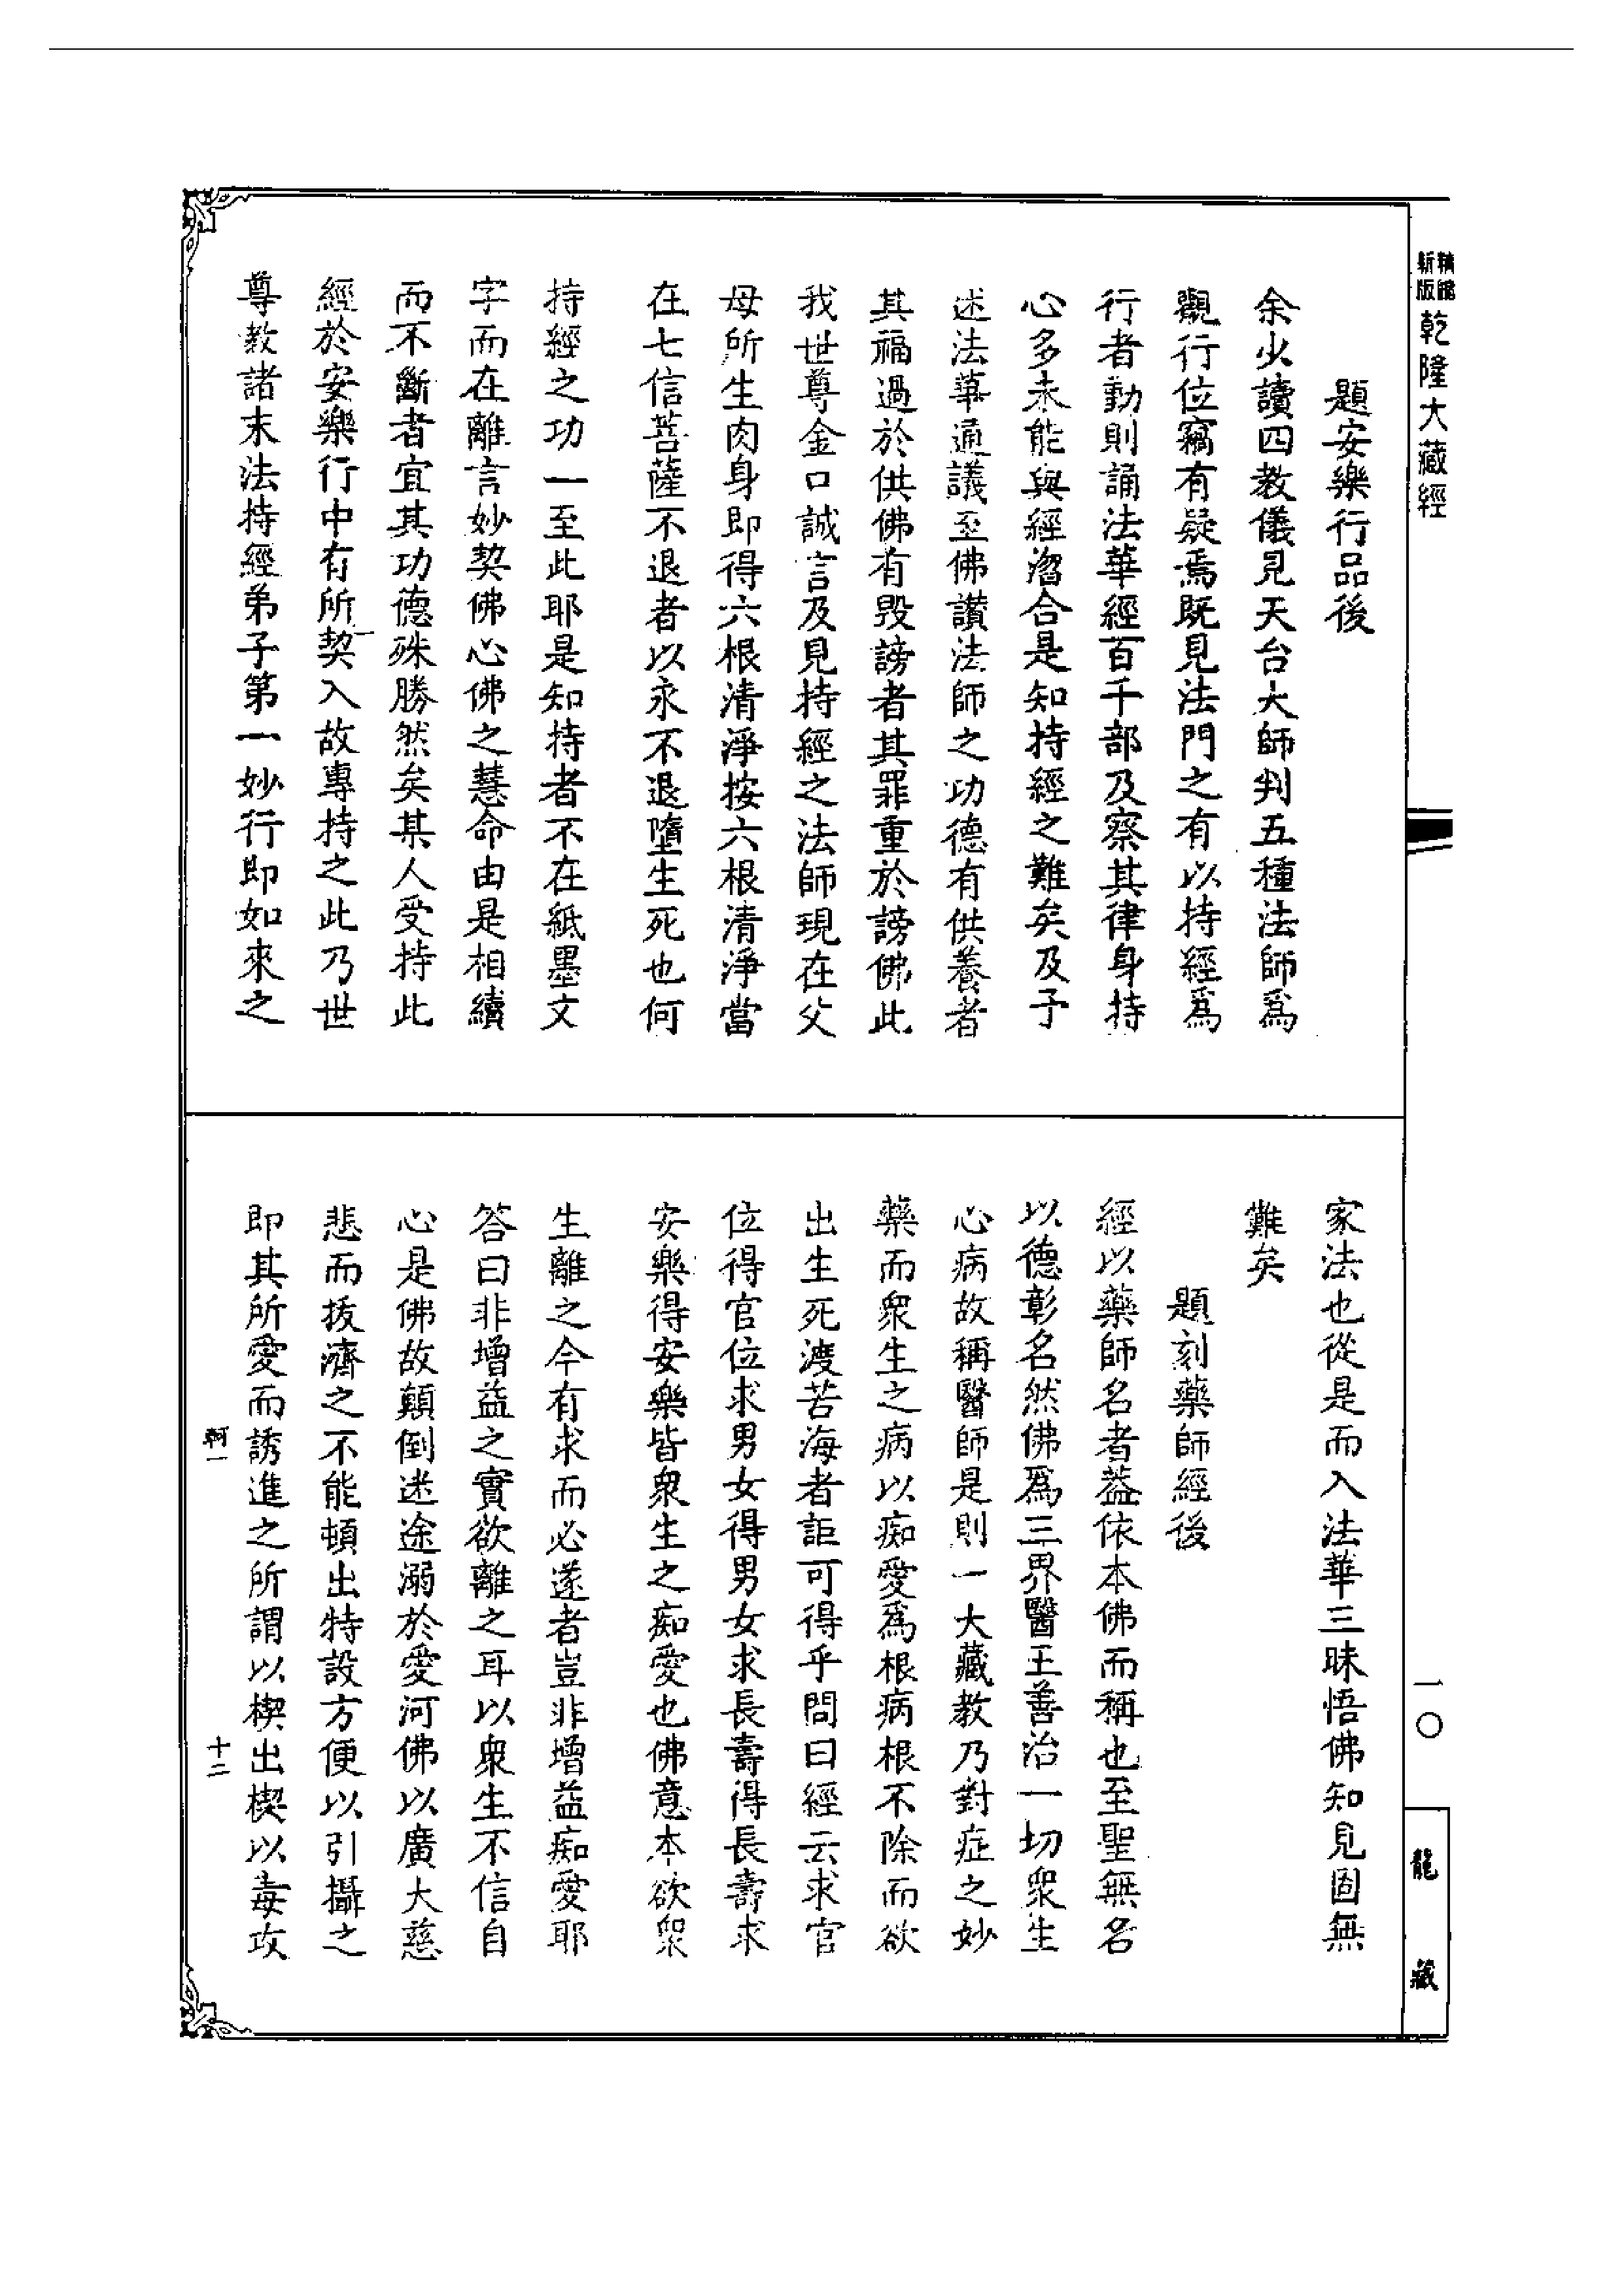 新版精縮乾隆大藏經
題安樂行品後
余少讀四教儀見天台大師判五種法師爲
觀行位竊有疑焉既見法門之有以持經爲
行者動則誦法華經百千部及察其律身持
心多未能與經渹合是知持經之難矣及予
述法華通議至佛讚法師之功德有供養者
其福過於供佛有毀謗者其罪重於謗佛此
我世尊金口誠言及見持經之法師現在父
母所生肉身即得六根清淨按六根清淨當
在七信菩薩不退者以永不退墮生死也何
持經之功一至此耶是知持者不在紙墨文
字而在離言妙契佛心佛之慧命由是相續
而不斷者宜其功德殊勝然矣其人受持此
經於安樂行中有所契入故專持之此乃世
尊教諸末法持經弟子第一妙行即如來之
家法也從是而入法華三昧悟佛知見固無
難矣
題刻藥師經後
經以藥師名者葢依本佛而稱也至聖無名
以德彰名然佛爲三界醫王善治一切衆生
心病故稱醫師是則一大藏教乃對症之妙
藥而衆生之病以痴愛爲根病根不除而欲
出生死渡苦海者詎可得乎問曰經云求官
位得官位求男女得男女求長壽得長壽求
安樂得安樂皆衆生之痴愛也佛意本欲衆
生離之今有求而必遂者豈非增益痴愛耶
答曰非增益之實欲離之耳以衆生不信自
心是佛故顛倒迷途溺於愛河佛以廣大慈
悲而拔濟之不能頓出特設方便以引攝之
即其所愛而誘進之所謂以楔出楔以毒攻
軻一
十二
一〇
龍藏